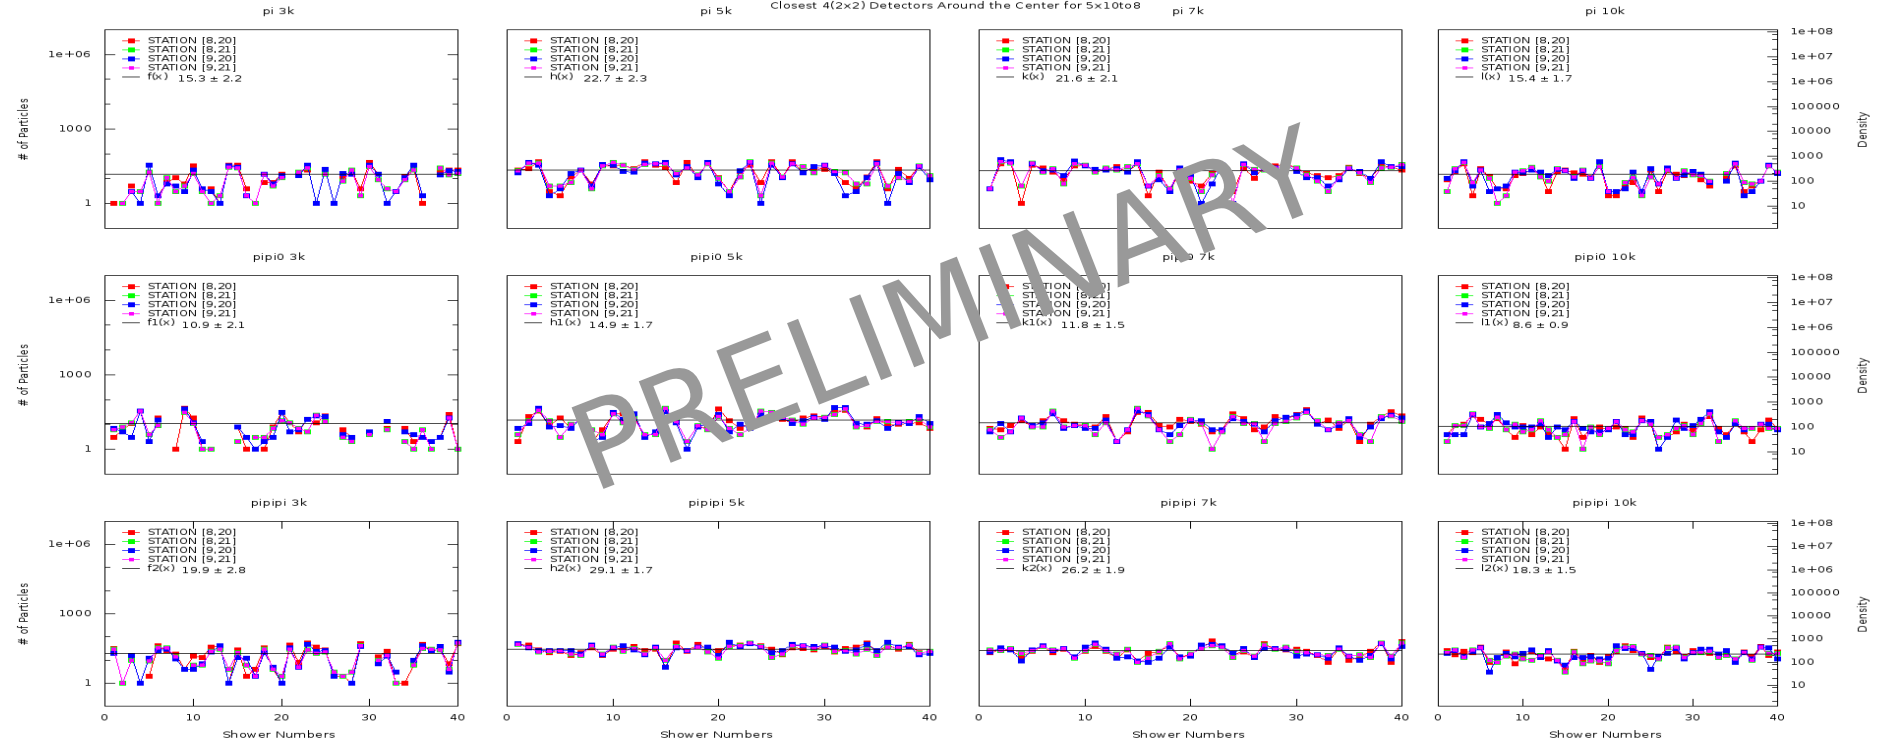 Closest 4(2x2) Detectors Around the Center for 5x10to8
pi 3k
pi 5k
pi 7k
pi 10k
STATION [8,20]
STATION [8,21]
STATION [9,20]
STATION [9,21]
f(x) 15.3 ± 2.2
STATION [8,20]
STATION [8,21]
STATION [9,20]
STATION [9,21]
h(x) 22.7 ± 2.3
STATION [8,20]
STATION [8,21]
STATION [9,20]
STATION [9,21]
k(x) 21.6 ± 2.1
STATION [8,20]
STATION [8,21]
STATION [9,20]
STATION [9,21]
l(x) 15.4 ± 1.7
# of Particles
1e+06
1000
1
Density
1e+08
1e+07
1e+06
100000
10000
1000
100
10
pipi0 3k
pipi0 5k
pipi0 7k
pipi0 10k
STATION [8,20]
STATION [8,21]
STATION [9,20]
STATION [9,21]
f1(x) 10.9 ± 2.1
STATION [8,20]
STATION [8,21]
STATION [9,20]
STATION [9,21]
h1(x) 14.9 ± 1.7
STATION [8,20]
STATION [8,21]
STATION [9,20]
STATION [9,21]
k1(x) 11.8 ± 1.5
STATION [8,20]
STATION [8,21]
STATION [9,20]
STATION [9,21]
l1(x) 8.6 ± 0.9
# of Particles
1e+06
1000
1
Density
1e+08
1e+07
1e+06
100000
10000
1000
100
10
PRELIMINARY
pipipi 3k
pipipi 5k
pipipi 7k
pipipi 10k
STATION [8,20]
STATION [8,21]
STATION [9,20]
STATION [9,21]
f2(x) 19.9 ± 2.8
STATION [8,20]
STATION [8,21]
STATION [9,20]
STATION [9,21]
h2(x) 29.1 ± 1.7
STATION [8,20]
STATION [8,21]
STATION [9,20]
STATION [9,21]
k2(x) 26.2 ± 1.9
STATION [8,20]
STATION [8,21]
STATION [9,20]
STATION [9,21]
l2(x) 18.3 ± 1.5
# of Particles
1e+06
1000
1
Density
1e+08
1e+07
1e+06
100000
10000
1000
100
10
0 10 20 30 40
0 10 20 30 40
0 10 20 30 40
0 10 20 30 40
Shower Numbers
Shower Numbers
Shower Numbers
Shower Numbers